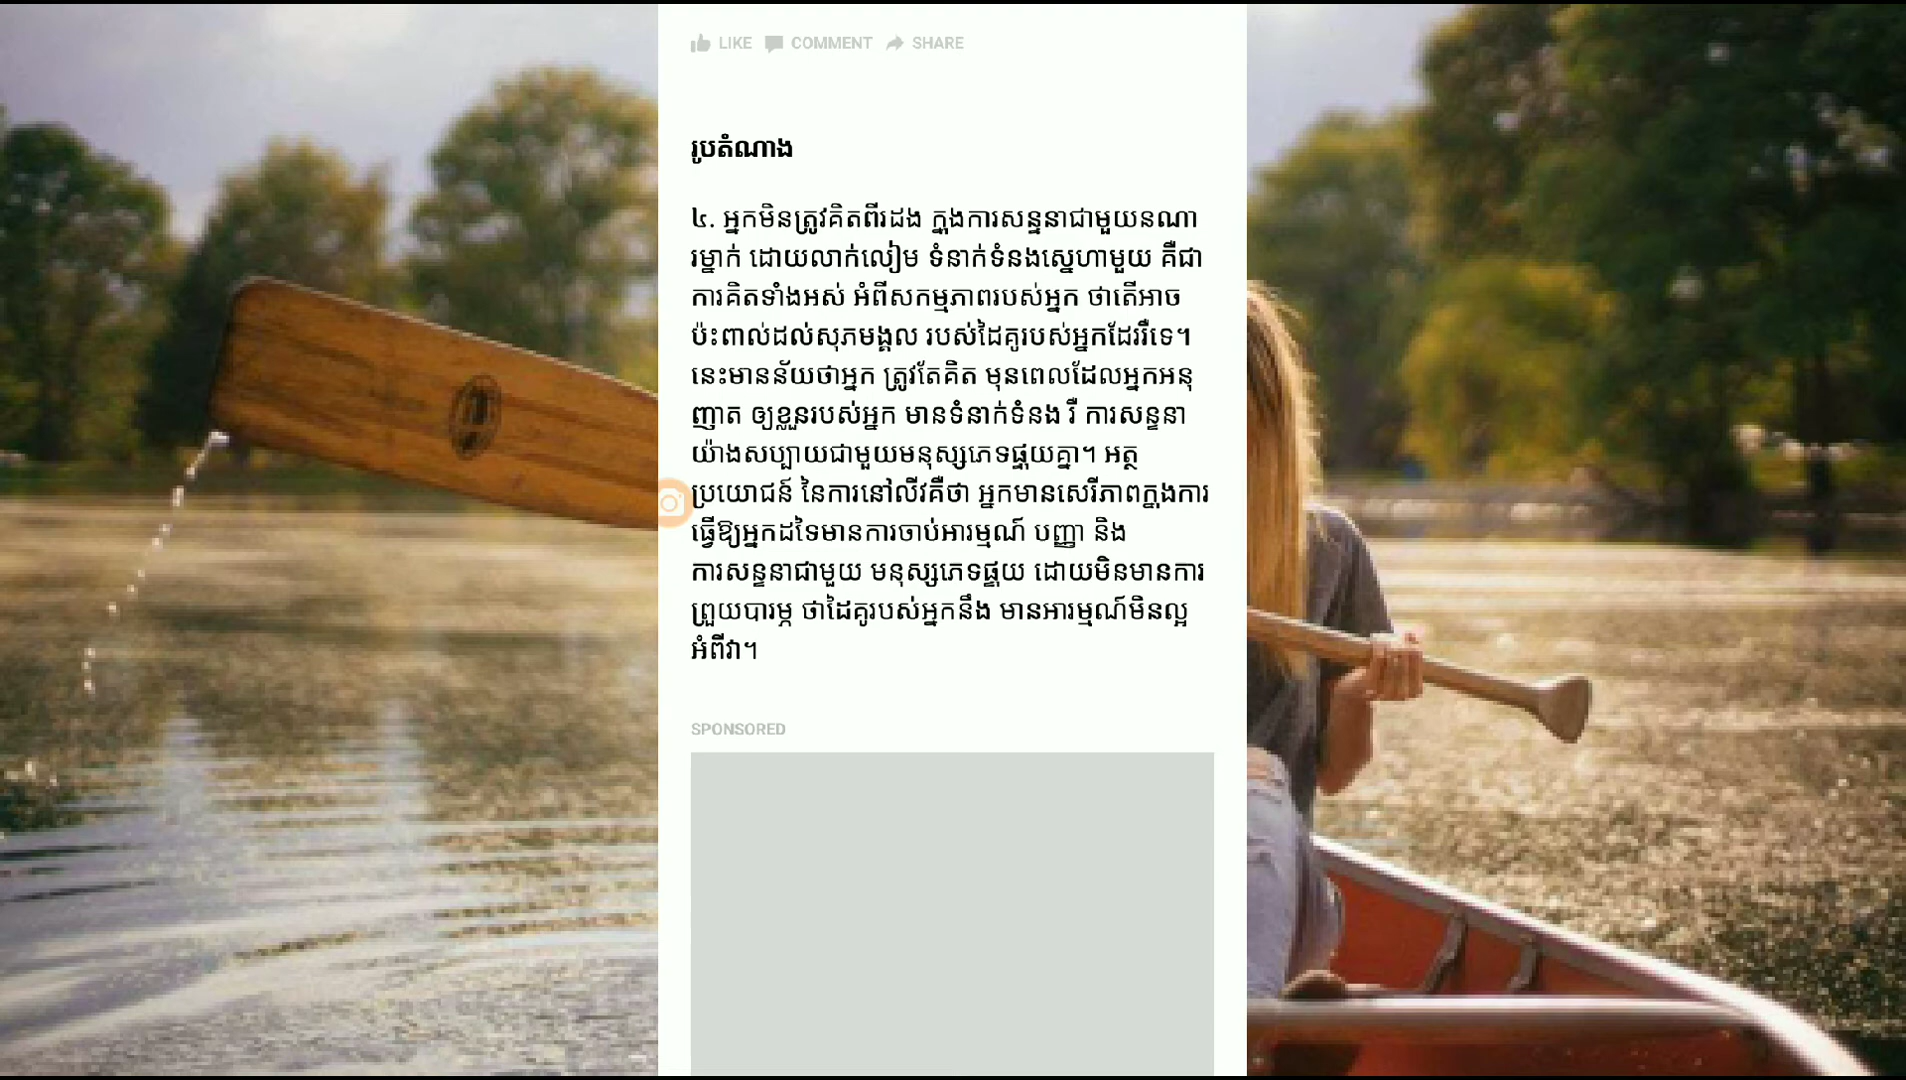 LIKE COMMENT SHARE
រូបតំណាង
៤. អ្នកមិនត្រូវគិតពីរដង ក្នុងការសន្ទនាជាមួយនណា
រម្នាក់ ដោយលាក់លៀម ទំនាក់ទំនងស្នេហាមួយ គឺជា
ការគិតទាំងអស់ អំពីសកម្មភាពរបស់អ្នក ថាតើអាច
ប៉ះពាល់ដល់សុភមង្គល របស់ដៃគូរបស់អ្នកដែររឺទេ។
នេះមានន័យថាអ្នក ត្រូវតែគិត មុនពេលដែលអ្នកអនុ
ញាត ឲ្យខ្លួនរបស់អ្នក មានទំនាក់ទំនង រឺ ការសន្ទនា
យ៉ាងសប្បាយជាមួយមនុស្សភេទផ្ទុយគ្នា។ អត្ថ
ប្រយោជន៍ នៃការនៅលីវគឺថា អ្នកមានសេរីភាពក្នុងការ
ធ្វើឱ្យអ្នកដទៃមានការចាប់អារម្មណ៍ បញ្ញា និង
ការសន្ទនាជាមួយ មនុស្សភេទផ្ទុយ ដោយមិនមានការ
ព្រួយបារម្ភ ថាដៃគូរបស់អ្នកនឹង មានអារម្មណ៍មិនល្អ
អំពីវា។
SPONSORED